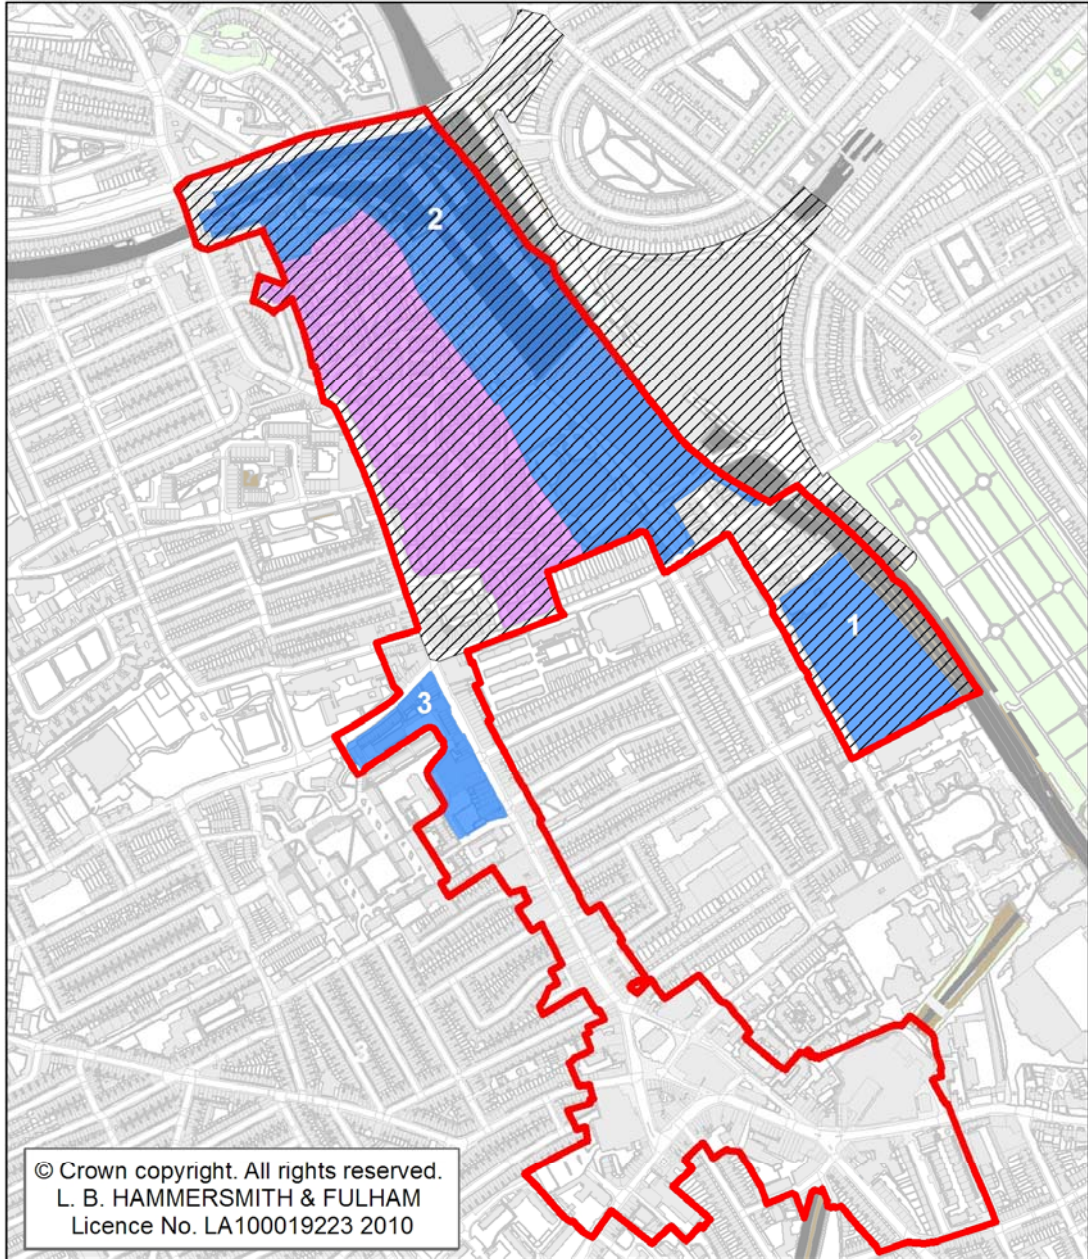 2
1
3
© Crown copyright. All rights reserved.
L. B. HAMMERSMITH & FULHAM
Licence No. LA100019223 2010